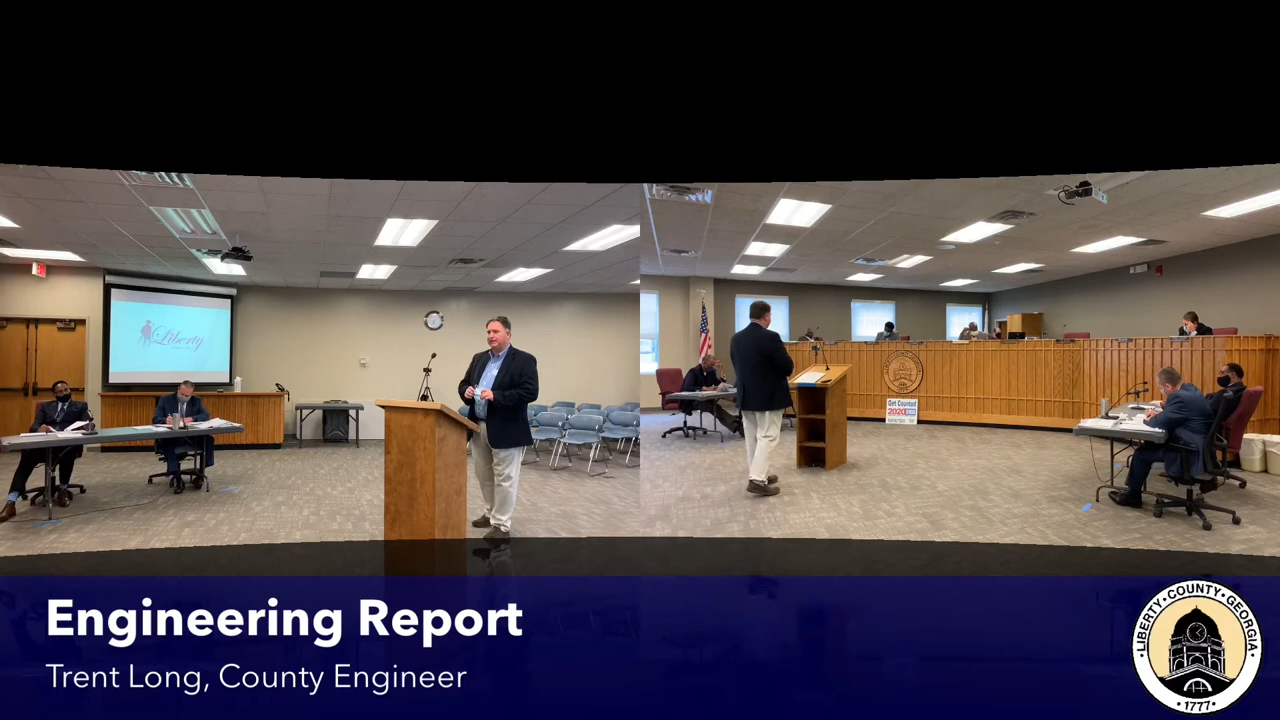 Liberty
Get Counted
2020
Engineering Report
Trent Long, County Engineer
LIBERTY • COUNTY • GEORGIA
• 1777 •